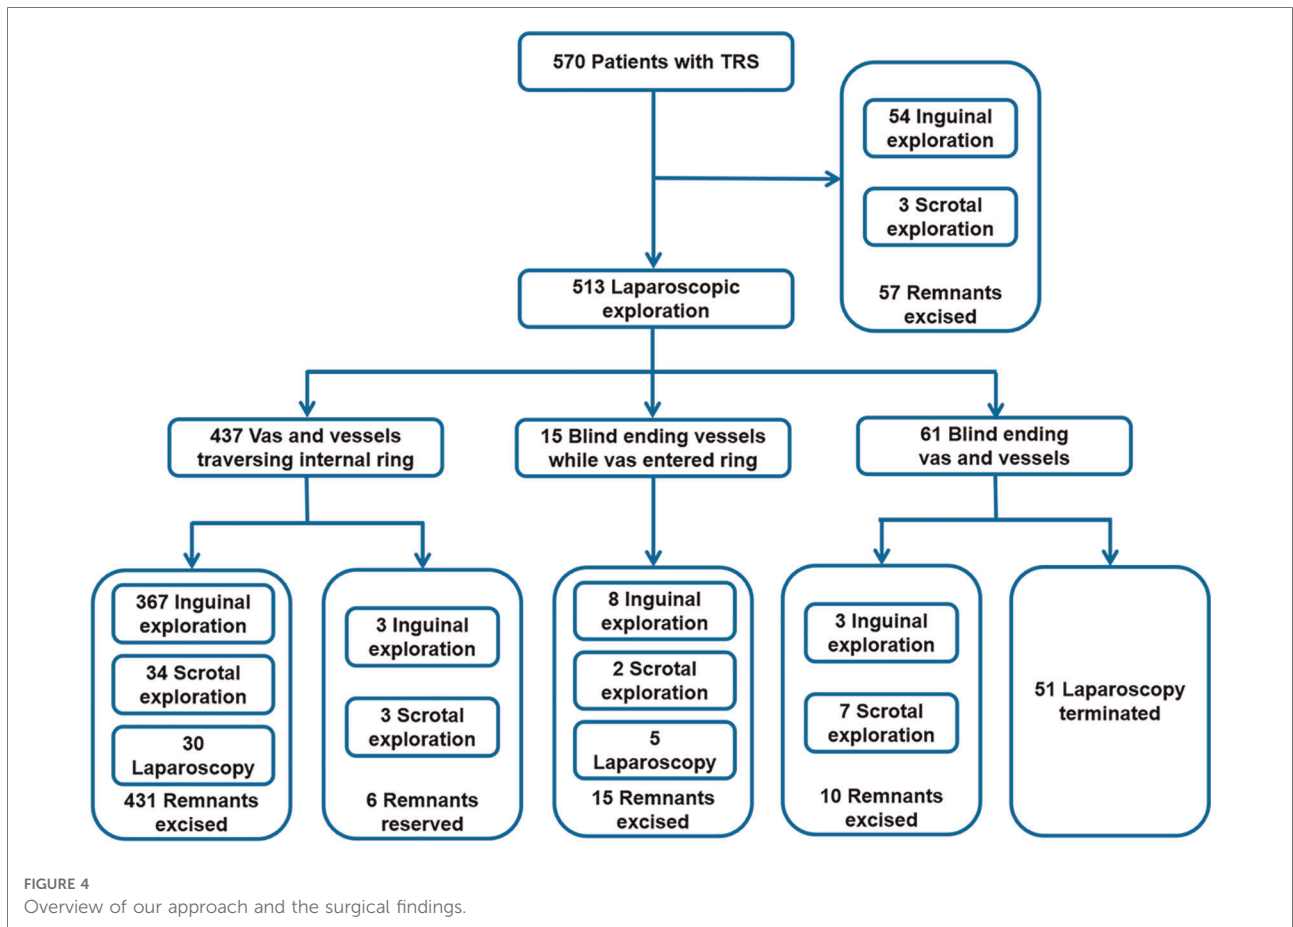 570 Patients with TRS
54 Inguinal
exploration
3 Scrotal
exploration
57 Remnants
excised
513 Laparoscopic
exploration
437 Vas and vessels
traversing internal ring
15 Blind ending vessels
while vas entered ring
61 Blind ending
vas and vessels
367 Inguinal
exploration
34 Scrotal
exploration
30
Laparoscopy
431 Remnants
excised
3 Inguinal
exploration
3 Scrotal
exploration
6 Remnants
reserved
8 Inguinal
exploration
2 Scrotal
exploration
5
Laparoscopy
15 Remnants
excised
3 Inguinal
exploration
7 Scrotal
exploration
10 Remnants
excised
51 Laparoscopy
terminated
FIGURE 4
Overview of our approach and the surgical findings.